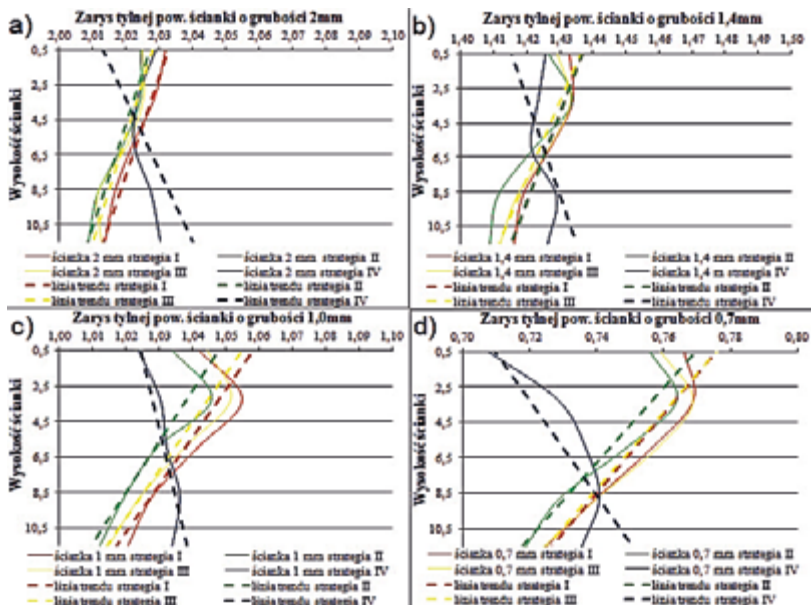 a)
Zarys tylnej pow. ścianki o grubości 2mm
2,00 2,01 2,02 2,03 2,04 2,05 2,06 2,07 2,08 2,09 2,10
Wysokość ścianki
0,5
2,5
4,5
6,5
8,5
10,5
ścianka 2 mm strategia I
ścianka 2 mm strategia II
ścianka 2 mm strategia III
ścianka 2 mm strategia IV
linia trendu strategia I
linia trendu strategia II
linia trendu strategia III
linia trendu strategia IV
b)
Zarys tylnej pow. ścianki o grubości 1,4mm
1,40 1,41 1,42 1,43 1,44 1,45 1,46 1,47 1,48 1,49 1,50
Wysokość ścianki
0,5
2,5
4,5
6,5
8,5
10,5
ścianka 1,4 mm strategia I
ścianka 1,4 mm strategia II
ścianka 1,4 mm strategia III
ścianka 1,4 m strategia IV
linia trendu strategia I
linia trendu strategia II
linia trendu strategia III
linia trendu strategia IV
c)
Zarys tylnej pow. ścianki o grubości 1,0mm
1,00 1,01 1,02 1,03 1,04 1,05 1,06 1,07 1,08 1,09 1,10
Wysokość ścianki
0,5
2,5
4,5
6,5
8,5
10,5
ścianka 1 mm strategia I
ścianka 1 mm strategia II
ścianka 1 mm strategia III
ścianka 1 mm strategia IV
linia trendu strategia I
linia trendu strategia II
linia trendu strategia III
linia trendu strategia IV
d)
Zarys tylnej pow. ścianki o grubości 0,7mm
0,70 0,72 0,74 0,76 0,78 0,80
Wysokość ścianki
0,5
2,5
4,5
6,5
8,5
10,5
ścianka 0,7 mm strategia I
ścianka 0,7 mm strategia II
ścianka 0,7 mm strategia III
ścianka 0,7 mm strategia IV
linia trendu strategia I
linia trendu strategia II
linia trendu strategia III
linia trendu strategia IV